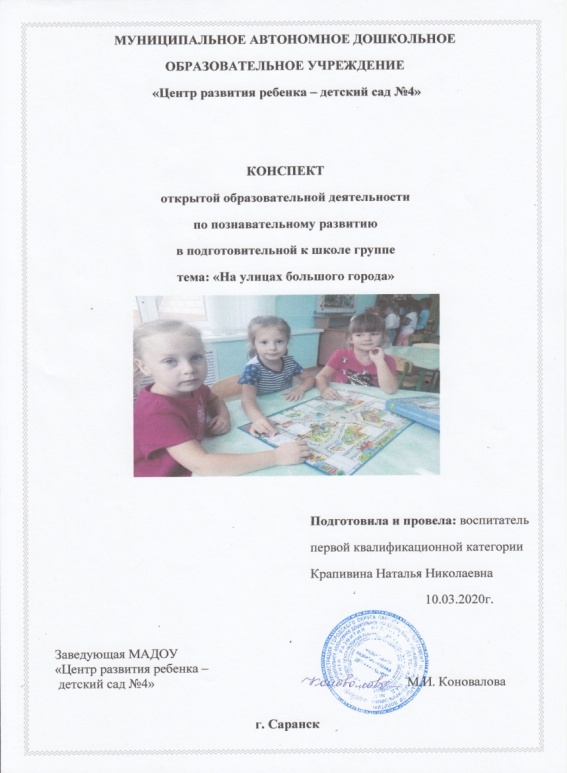 МУНИЦИПАЛЬНОЕ АВТОНОМНОЕ ДОШКОЛЬНОЕ
ОБРАЗОВАТЕЛЬНОЕ УЧРЕЖДЕНИЕ
«Центр развития ребенка – детский сад №4»
КОНСПЕКТ
открытой образовательной деятельности
по познавательному развитию
в подготовительной к школе группе
тема: «На улицах большого города»
Подготовила и провела: воспитатель
первой квалификационной категории
Крапивина Наталья Николаевна
10.03.2020г.
Заведующая МАДОУ
«Центр развития ребенка –
детский сад №4»
М.И. Коновалова
г. Саранск